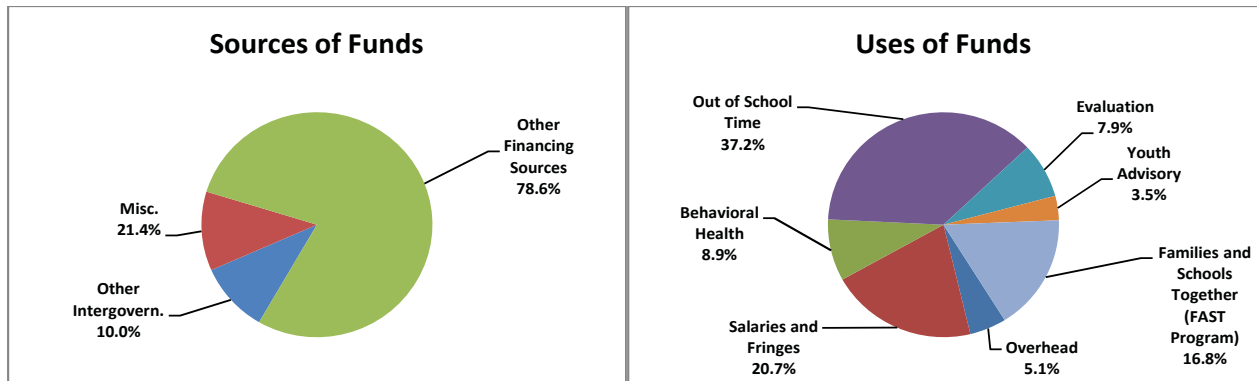 Sources of Funds
Other
Financing
Sources
78.6%
Misc.
21.4%
Other
Intergovern.
10.0%
Uses of Funds
Out of School
Time
37.2%
Evaluation
7.9%
Youth
Advisory
3.5%
Behavioral
Health
8.9%
Families and
Schools
Together
(FAST
Program)
16.8%
Salaries and
Fringes
20.7%
Overhead
5.1%